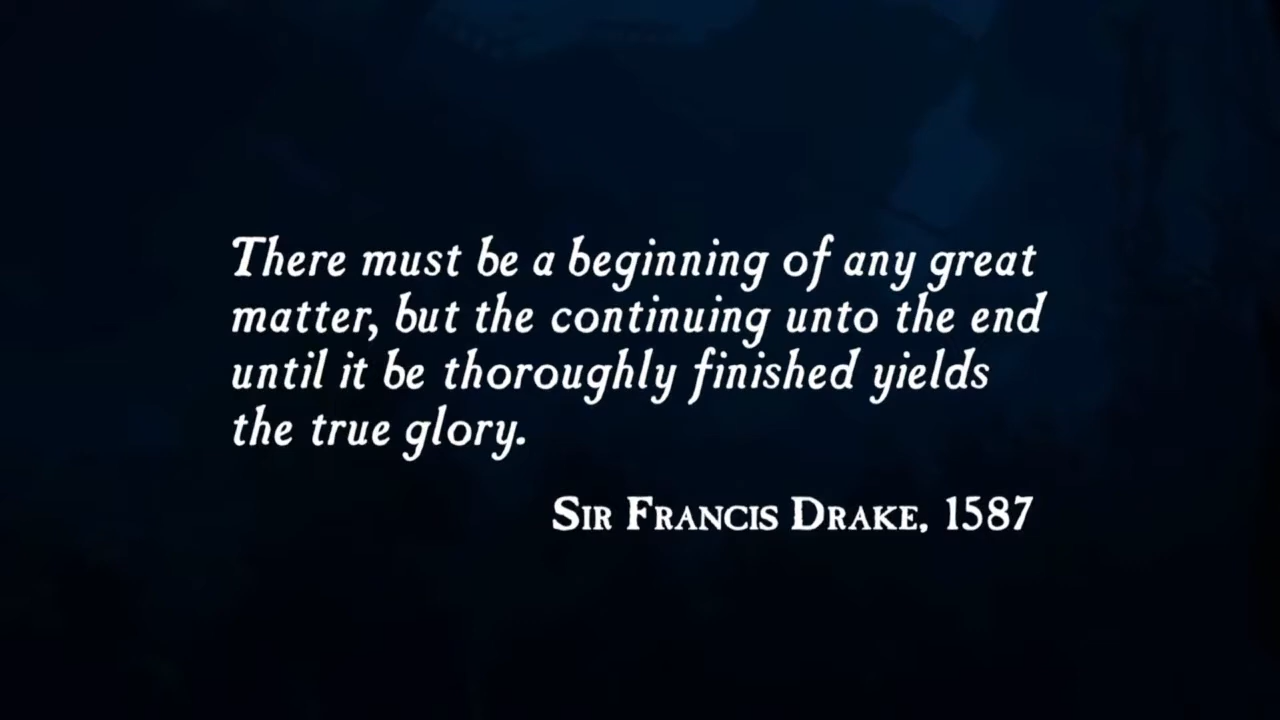 There must be a beginning of any great
matter, but the continuing unto the end
until it be thoroughly finished yields
the true glory.
Sir Francis Drake, 1587